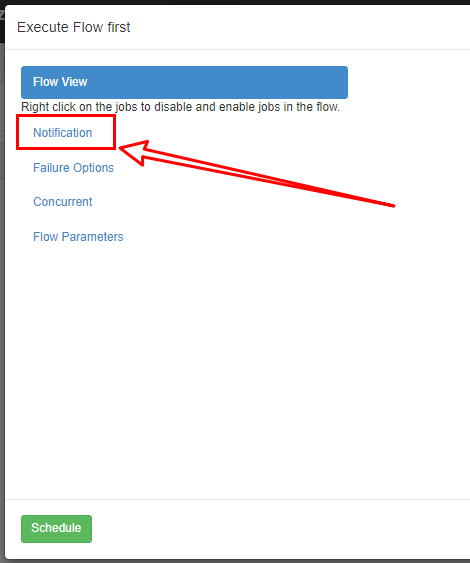 Execute Flow first
Flow View
Right click on the jobs to disable and enable jobs in the flow.
Notification
Failure Options
Concurrent
Flow Parameters
Schedule